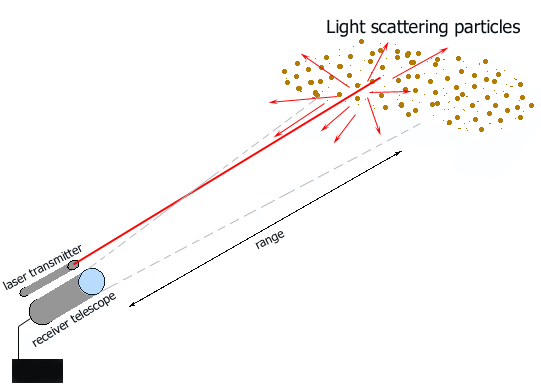 Light scattering particles
range
laser transmitter
receiver telescope